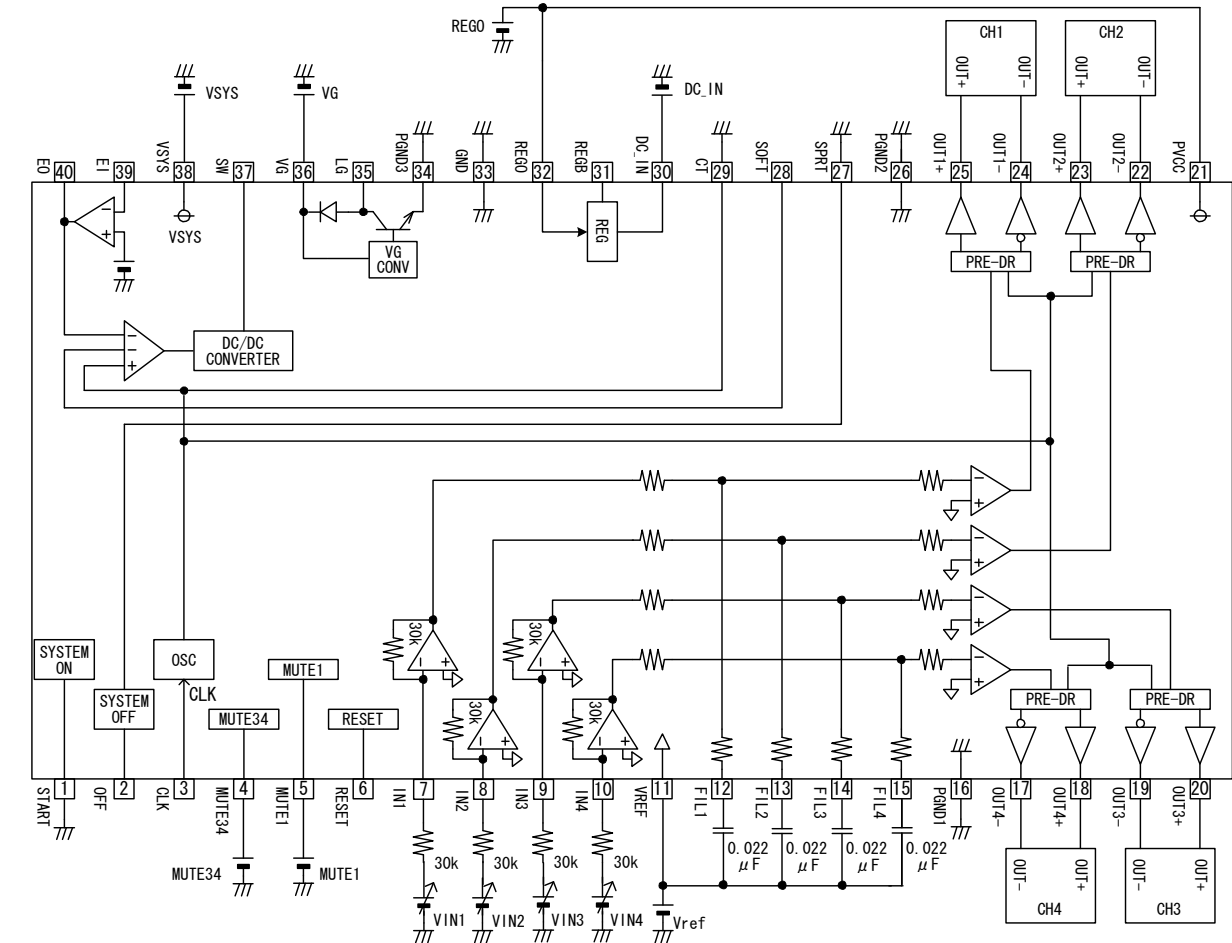 REGO
VSYS
VG
DC_IN
CH1
OUT+
OUT-
CH2
OUT+
OUT-
EO
EI
VSYS
SW
VG
LG
PGND3
GND
REGO
REGB
DC_IN
CT
SOFT
SPRT
PGND2
OUT1+
OUT1-
OUT2+
OUT2-
PVCC
40
39
38
37
36
35
34
33
32
31
30
29
28
27
26
25
24
23
22
21
-
+
VSYS
VG
CONV
REG
PRE-DR
PRE-DR
-
-
+
DC/DC
CONVERTER
-
+
-
+
-
+
-
+
SYSTEM
ON
OSC
CLK
SYSTEM
OFF
MUTE34
MUTE1
RESET
30k
-
+
30k
-
+
30k
-
+
30k
-
+
PRE-DR
PRE-DR
1
2
3
4
5
6
7
8
9
10
11
12
13
14
15
16
17
18
19
20
START
OFF
CLK
MUTE34
MUTE1
RESET
IN1
IN2
IN3
IN4
VREF
FIL1
FIL2
FIL3
FIL4
PGND1
OUT4-
OUT4+
OUT3-
OUT3+
MUTE34
MUTE1
30k
30k
30k
30k
VIN1
VIN2
VIN3
VIN4
Vref
0.022
μF
0.022
μF
0.022
μF
0.022
μF
OUT-
OUT+
CH4
OUT-
OUT+
CH3